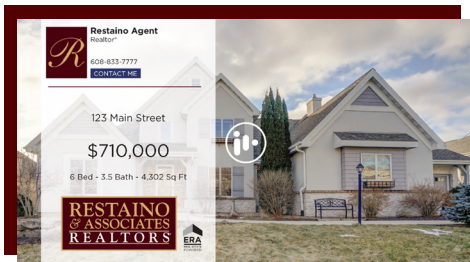 R
Restaino Agent
Realtor®
608-833-7777
CONTACT ME
123 Main Street
$710,000
6 Bed - 3.5 Bath - 4,302 Sq Ft
RESTAINO
& ASSOCIATES
REALTORS
ERA